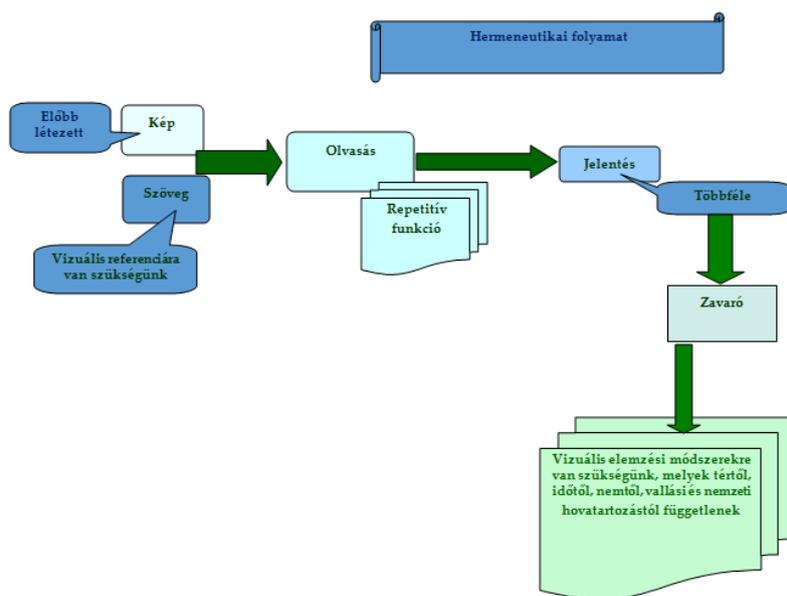 Hermeneutikai folyamat
Előbb
létezett
Kép
Szöveg
Vizuális referenciára
van szükségünk
Olvasás
Repetitív
funkció
Jelentés
Többféle
Zavaró
Vizuális elemzési módszerekre
van szükségünk, melyek tértől,
időtől, nemtől, vallási és nemzeti
hovatartozástól függetlenek